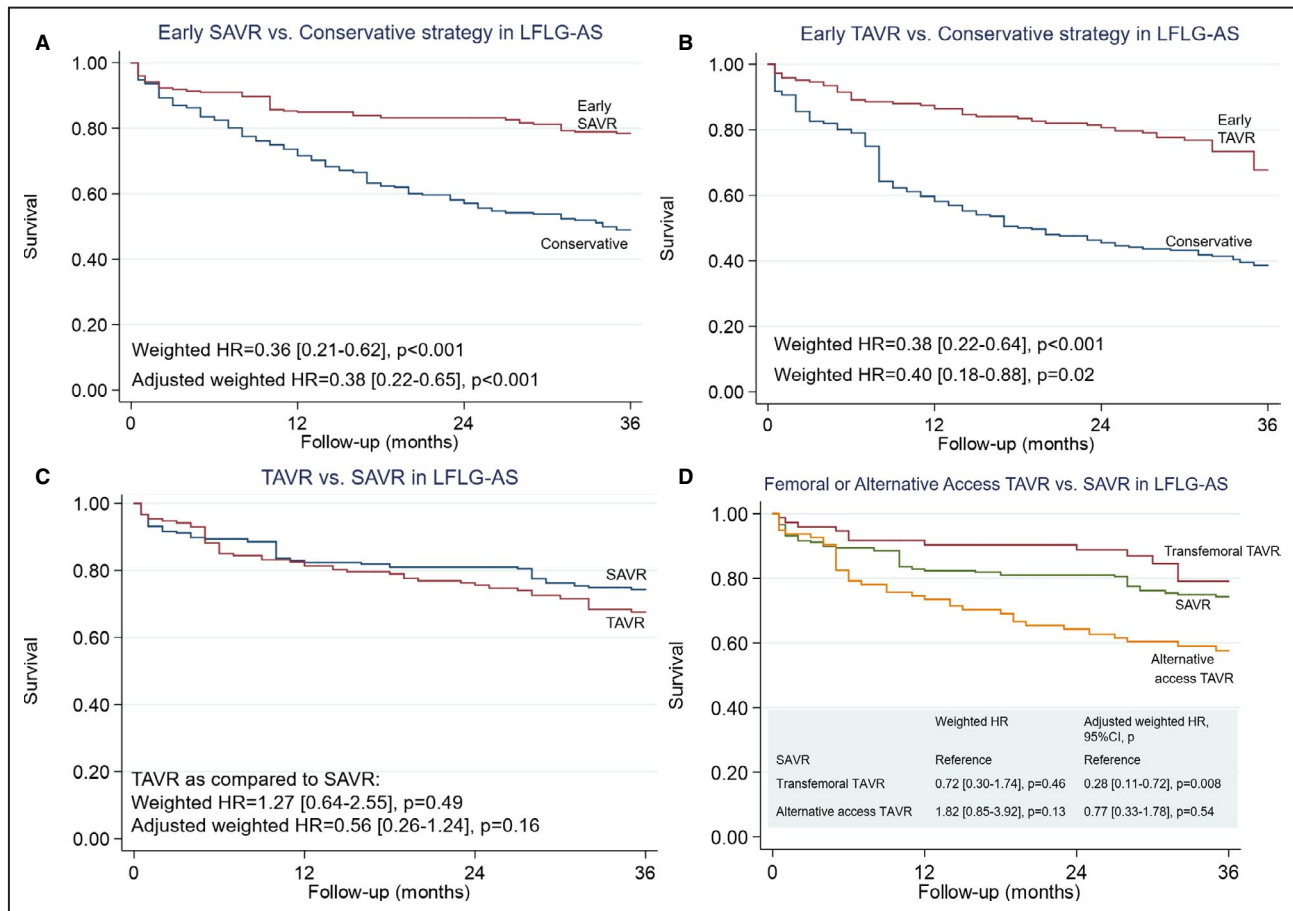 A
Early SAVR vs. Conservative strategy in LFLG-AS
Survival
1.00
0.80
0.60
0.40
0.20
0.00
Early
SAVR
Conservative
Weighted HR=0.36 [0.21-0.62], p<0.001
Adjusted weighted HR=0.38 [0.22-0.65], p<0.001
0
12
24
36
Follow-up (months)
B
Early TAVR vs. Conservative strategy in LFLG-AS
Survival
1.00
0.80
0.60
0.40
0.20
0.00
Early
TAVR
Conservative
Weighted HR=0.38 [0.22-0.64], p<0.001
Weighted HR=0.40 [0.18-0.88], p=0.02
0
12
24
36
Follow-up (months)
C
TAVR vs. SAVR in LFLG-AS
Survival
1.00
0.80
0.60
0.40
0.20
0.00
SAVR
TAVR
TAVR as compared to SAVR:
Weighted HR=1.27 [0.64-2.55], p=0.49
Adjusted weighted HR=0.56 [0.26-1.24], p=0.16
0
12
24
36
Follow-up (months)
D
Femoral or Alternative Access TAVR vs. SAVR in LFLG-AS
Survival
1.00
0.80
0.60
0.40
0.20
0.00
Transfemoral TAVR
SAVR
Alternative
access TAVR
Weighted HR
Adjusted weighted HR,
95%CI, p
SAVR Reference Reference
Transfemoral TAVR 0.72 [0.30-1.74], p=0.46 0.28 [0.11-0.72], p=0.008
Alternative access TAVR 1.82 [0.85-3.92], p=0.13 0.77 [0.33-1.78], p=0.54
0
12
24
36
Follow-up (months)